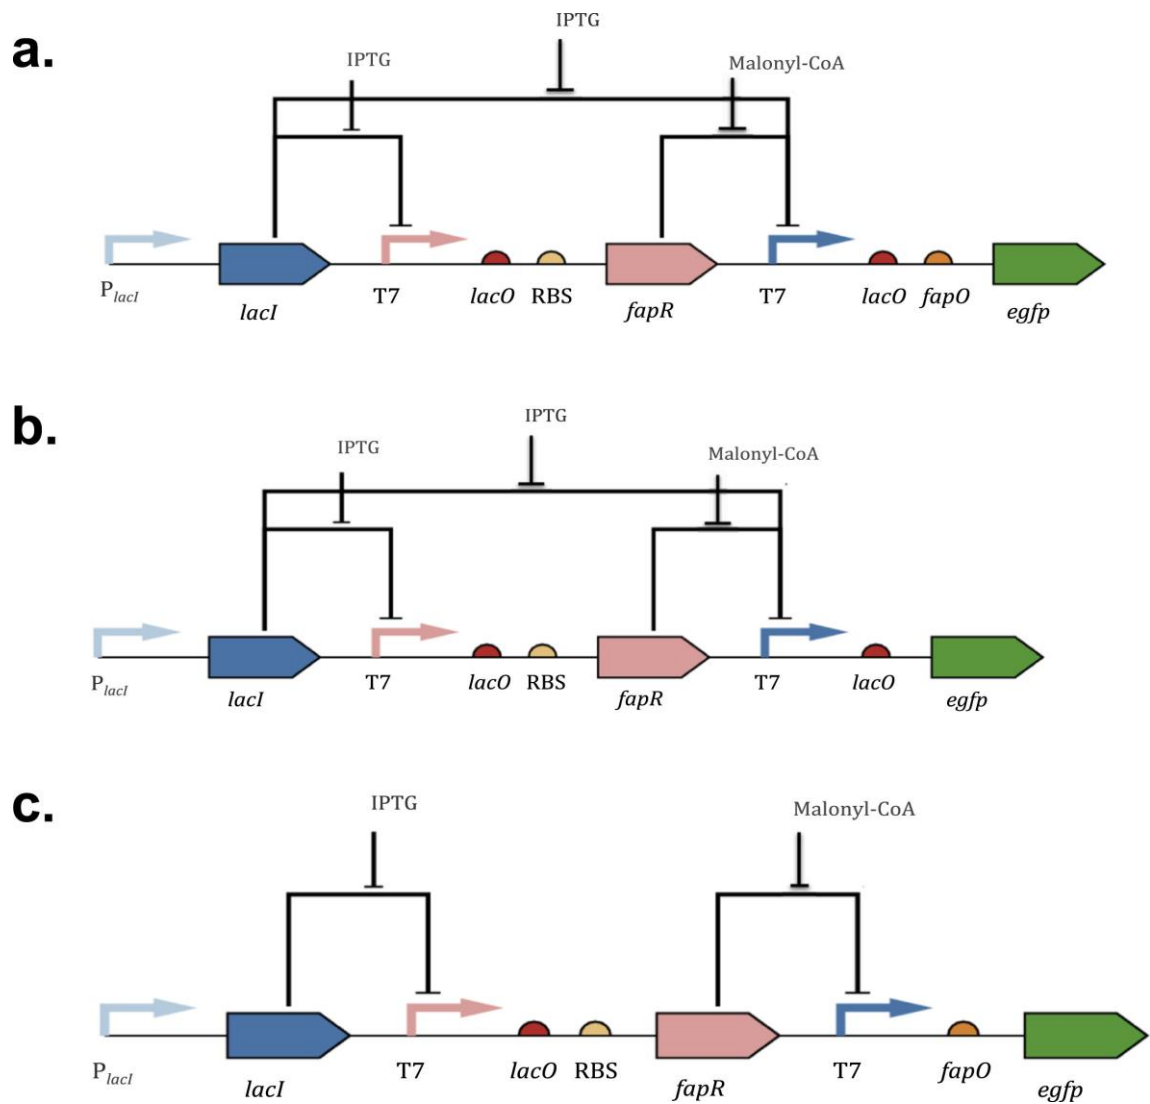 a.
IPTG
IPTG
Malonyl-CoA
PlacI
lacI
T7
lacO
RBS
fapR
T7
lacO
fapO
egfp
b.
IPTG
IPTG
Malonyl-CoA
PlacI
lacI
T7
lacO
RBS
fapR
T7
lacO
egfp
c.
IPTG
Malonyl-CoA
PlacI
lacI
T7
lacO
RBS
fapR
T7
fapO
egfp